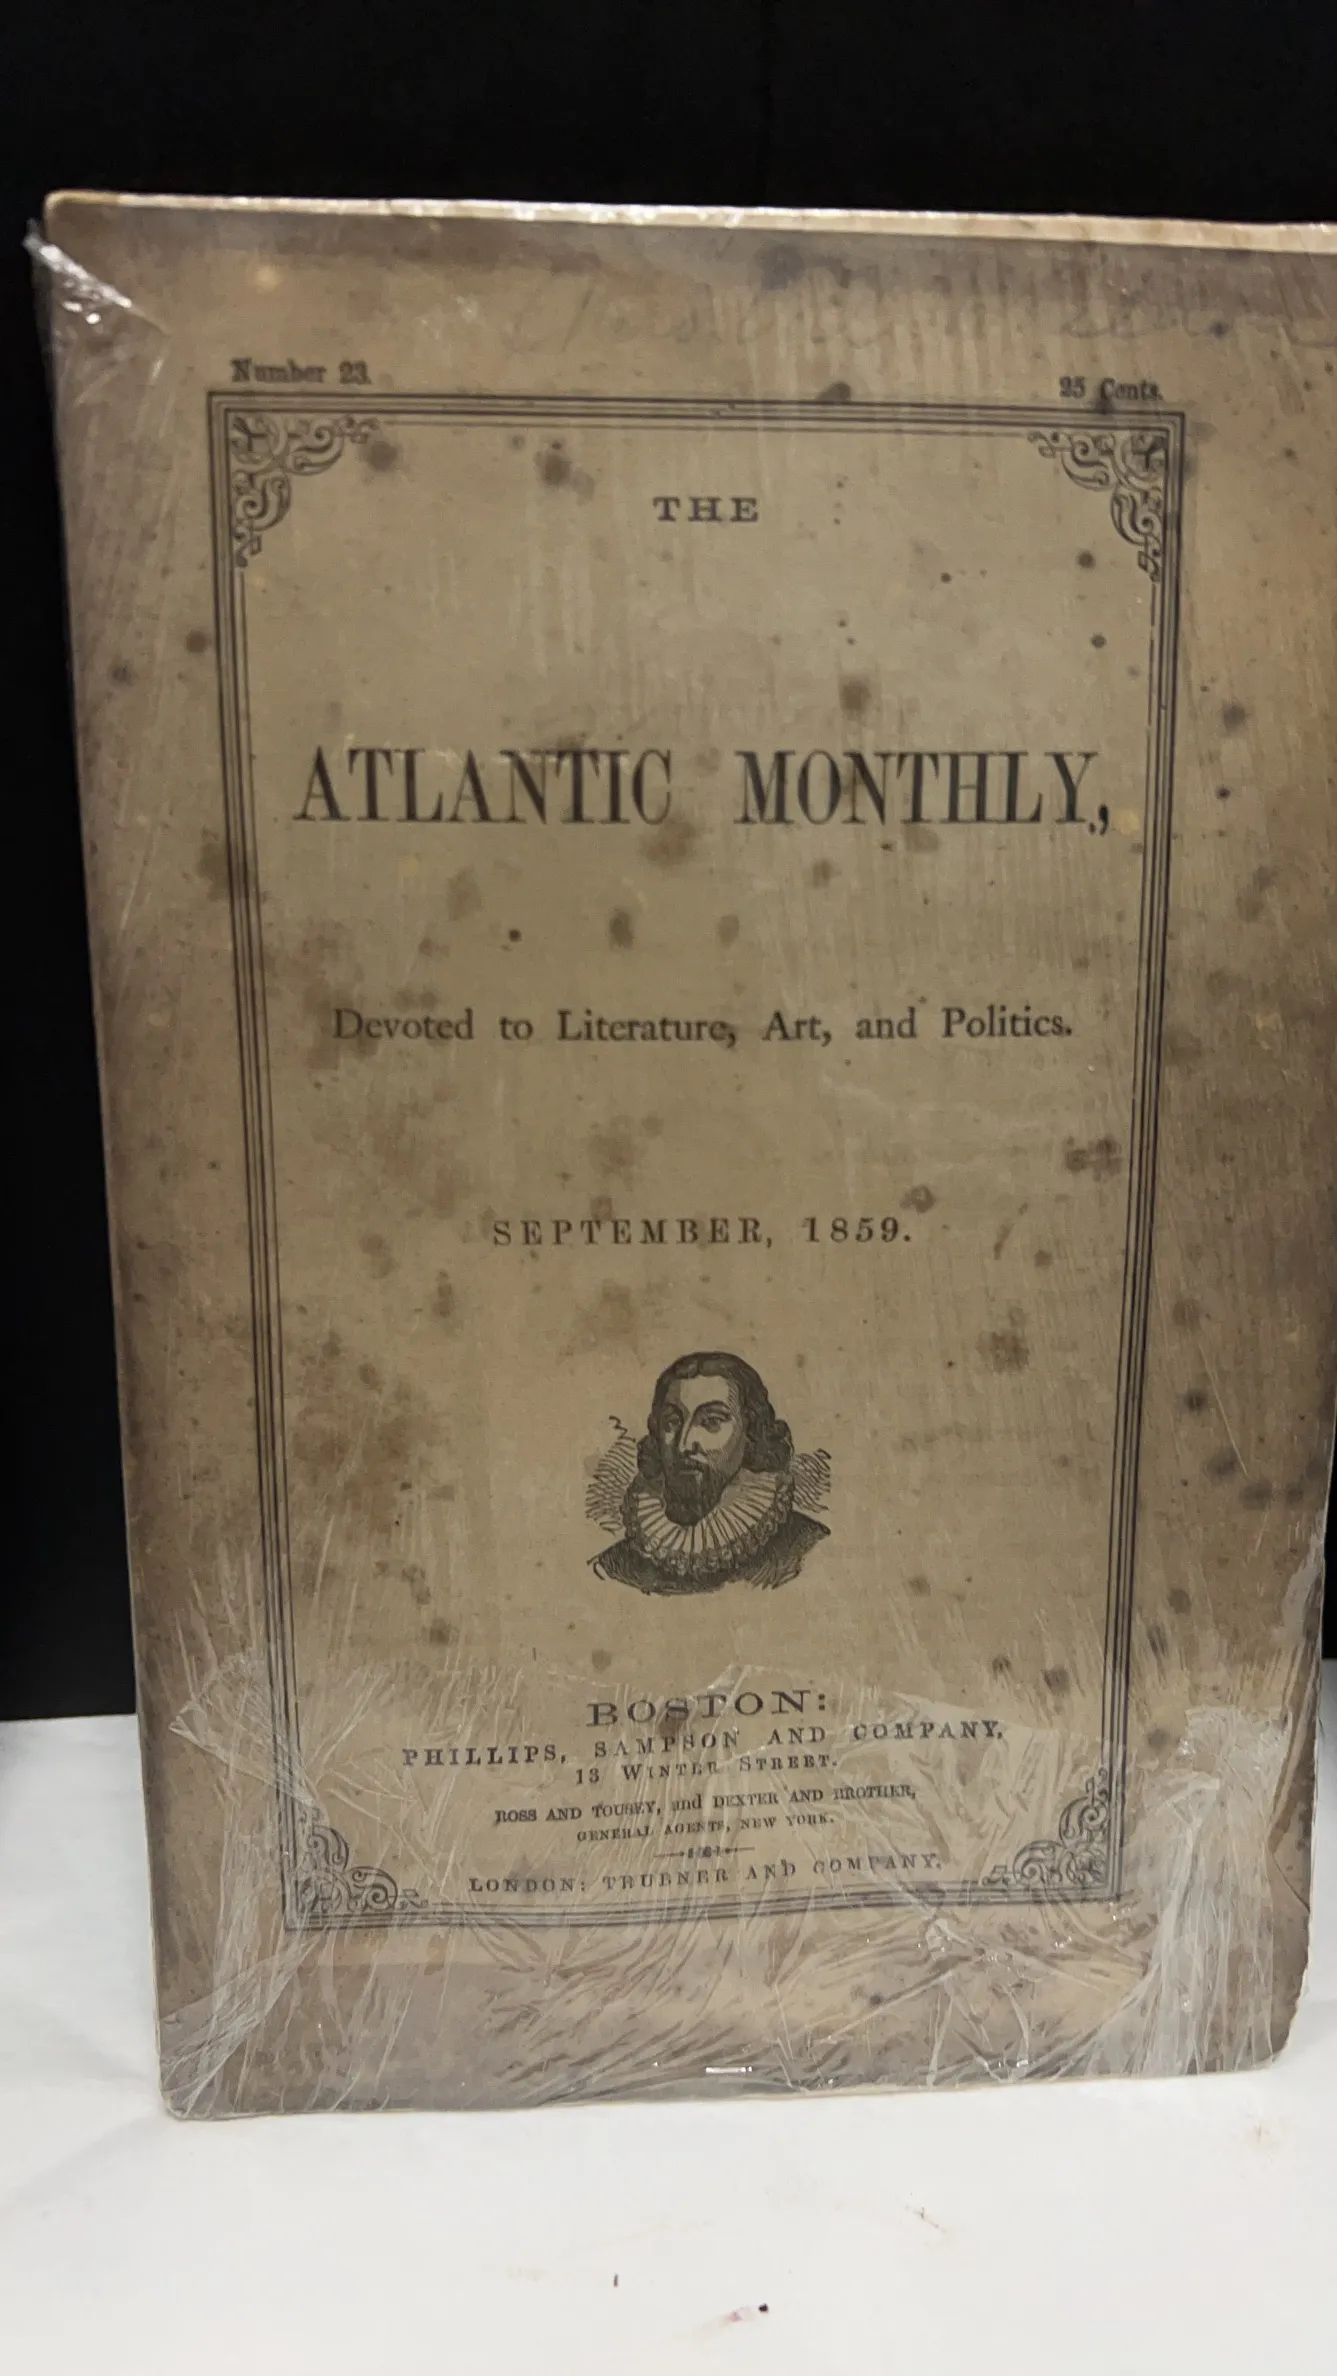 Number 23.
25 Cents.
THE
ATLANTIC MONTHLY,
Devoted to Literature, Art, and Politics.
SEPTEMBER, 1859.
BOSTON:
PHILLIPS, SAMPSON AND COMPANY,
13 WINTER STREET.
ROSS AND TOUSEY, and DEXTER AND BROTHER,
GENERAL AGENTS, NEW YORK.
LONDON: TRUBNER AND COMPANY.